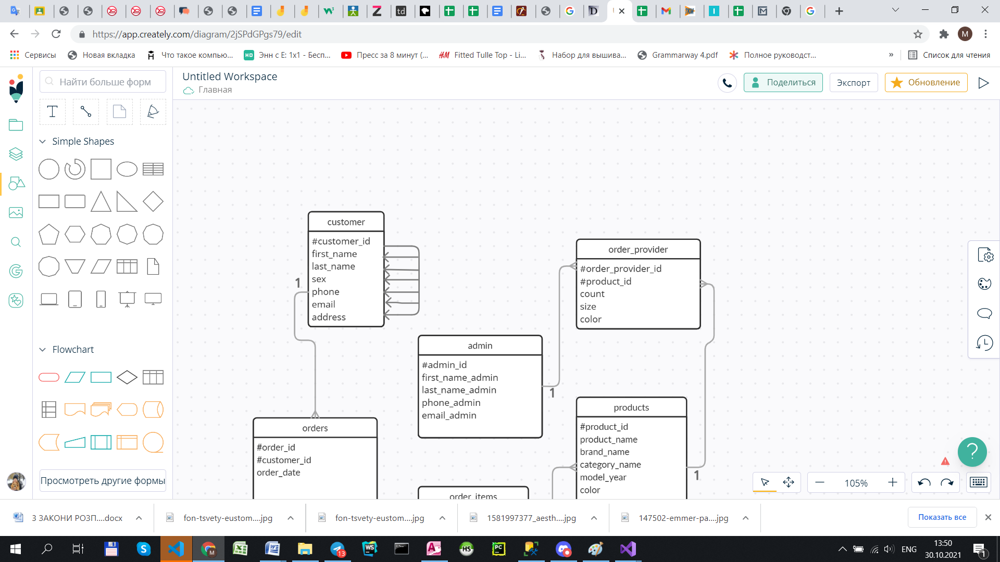 https://app.creately.com/diagram/2jSPdGPgs79/edit
M
Сервисы
Новая вкладка
Что такое компью...
HD
Энн с Е: 1x1 - Бесп...
Пресс за 8 минут (...
H&M
Fitted Tulle Top - Li...
Набор для вышива...
Grammarway 4.pdf
Полное руководст...
»
Список для чтения
Найти больше форм
Untitled Workspace
Главная
Поделиться
Экспорт
Обновление
T
Simple Shapes
Flowchart
Просмотреть другие формы
customer
#customer_id
first_name
last_name
sex
phone
email
address
1
order_provider
#order_provider_id
#product_id
count
size
color
admin
#admin_id
first_name_admin
last_name_admin
phone_admin
email_admin
1
products
#product_id
product_name
brand_name
category_name
model_year
color
1
orders
#order_id
#customer_id
order_date
order_items
105%
?
3 ЗАКОНИ РОЗП....docx
fon-tsvety-eustom....jpg
fon-tsvety-eustom....jpg
1581997377_aesth....jpg
147502-emmer-pa....jpg
Показать все
13
ENG
13:50
30.10.2021
1